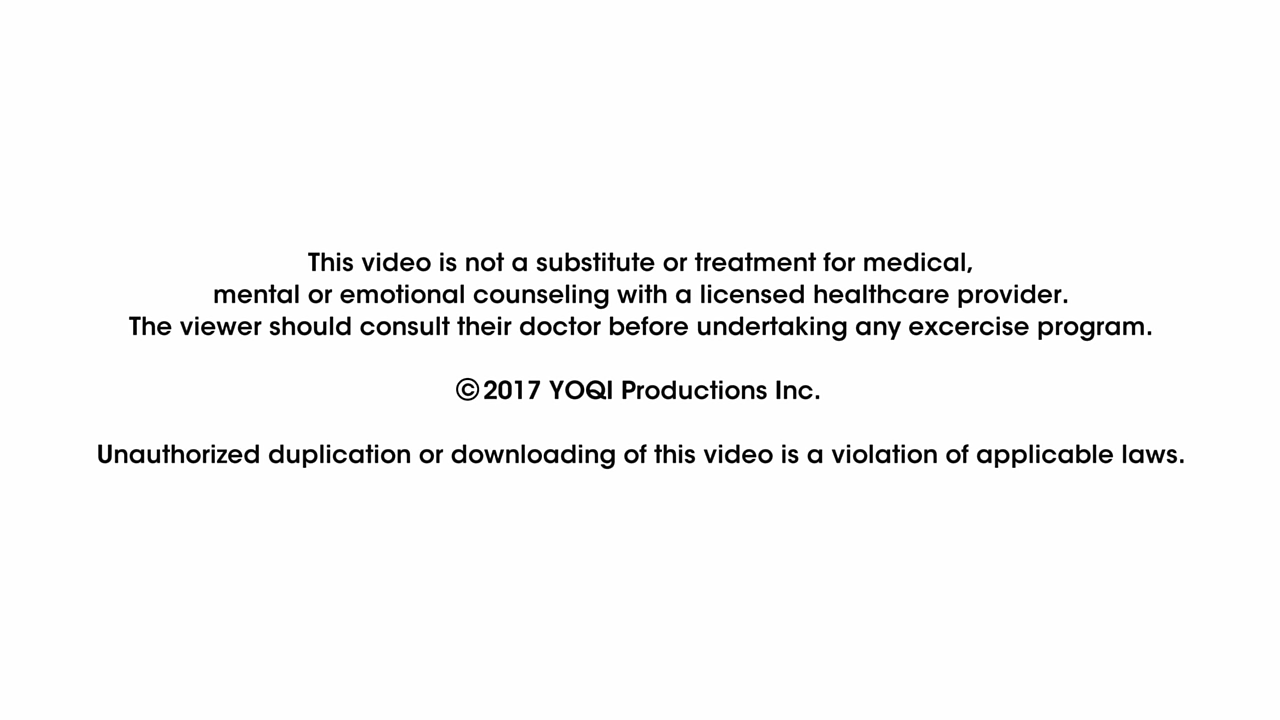 This video is not a substitute or treatment for medical,
mental or emotional counseling with a licensed healthcare provider.
The viewer should consult their doctor before undertaking any excercise program.
©2017 YOQI Productions Inc.
Unauthorized duplication or downloading of this video is a violation of applicable laws.